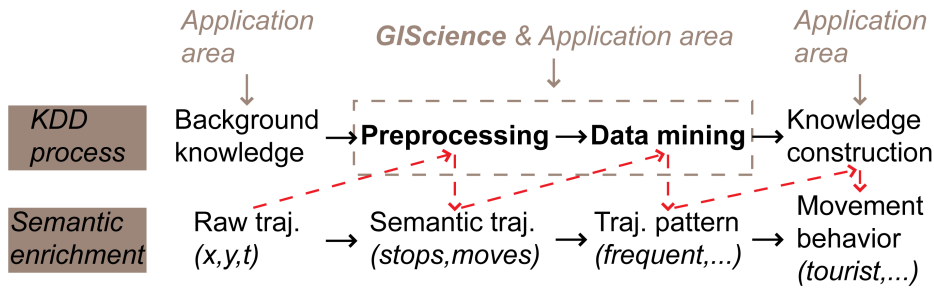 Application
area
GIScience & Application area
Application
area
KDD
process
Background
knowledge
Preprocessing
Data mining
Knowledge
construction
Semantic
enrichment
Raw traj.
(x,y,t)
Semantic traj.
(stops,moves)
Traj. pattern
(frequent,...)
Movement
behavior
(tourist,...)